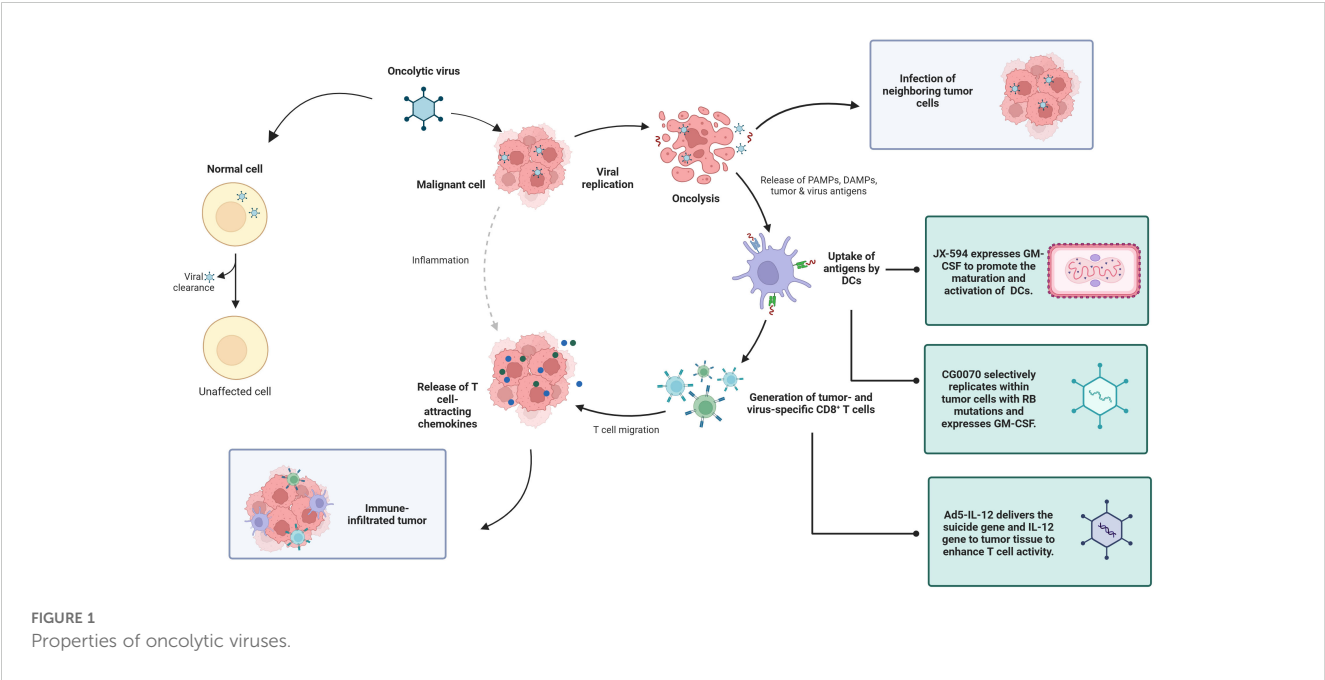 Oncolytic virus
Normal cell
Viral
clearance
Unaffected cell
Malignant cell
Viral
replication
Oncolysis
Infection of
neighboring tumor
cells
Release of PAMPs, DAMPs,
tumor & virus antigens
Inflammation
Uptake of
antigens by
DCs
JX-594 expresses GM-
CSF to promote the
maturation and
activation of DCs.
CG0070 selectively
replicates within
tumor cells with RB
mutations and
expresses GM-CSF.
Generation of tumor- and
virus-specific CD8⁺ T cells
T cell migration
Release of T
cell-
attracting
chemokines
Immune-
infiltrated tumor
Ad5-IL-12 delivers the
suicide gene and IL-12
gene to tumor tissue to
enhance T cell activity.
FIGURE 1
Properties of oncolytic viruses.